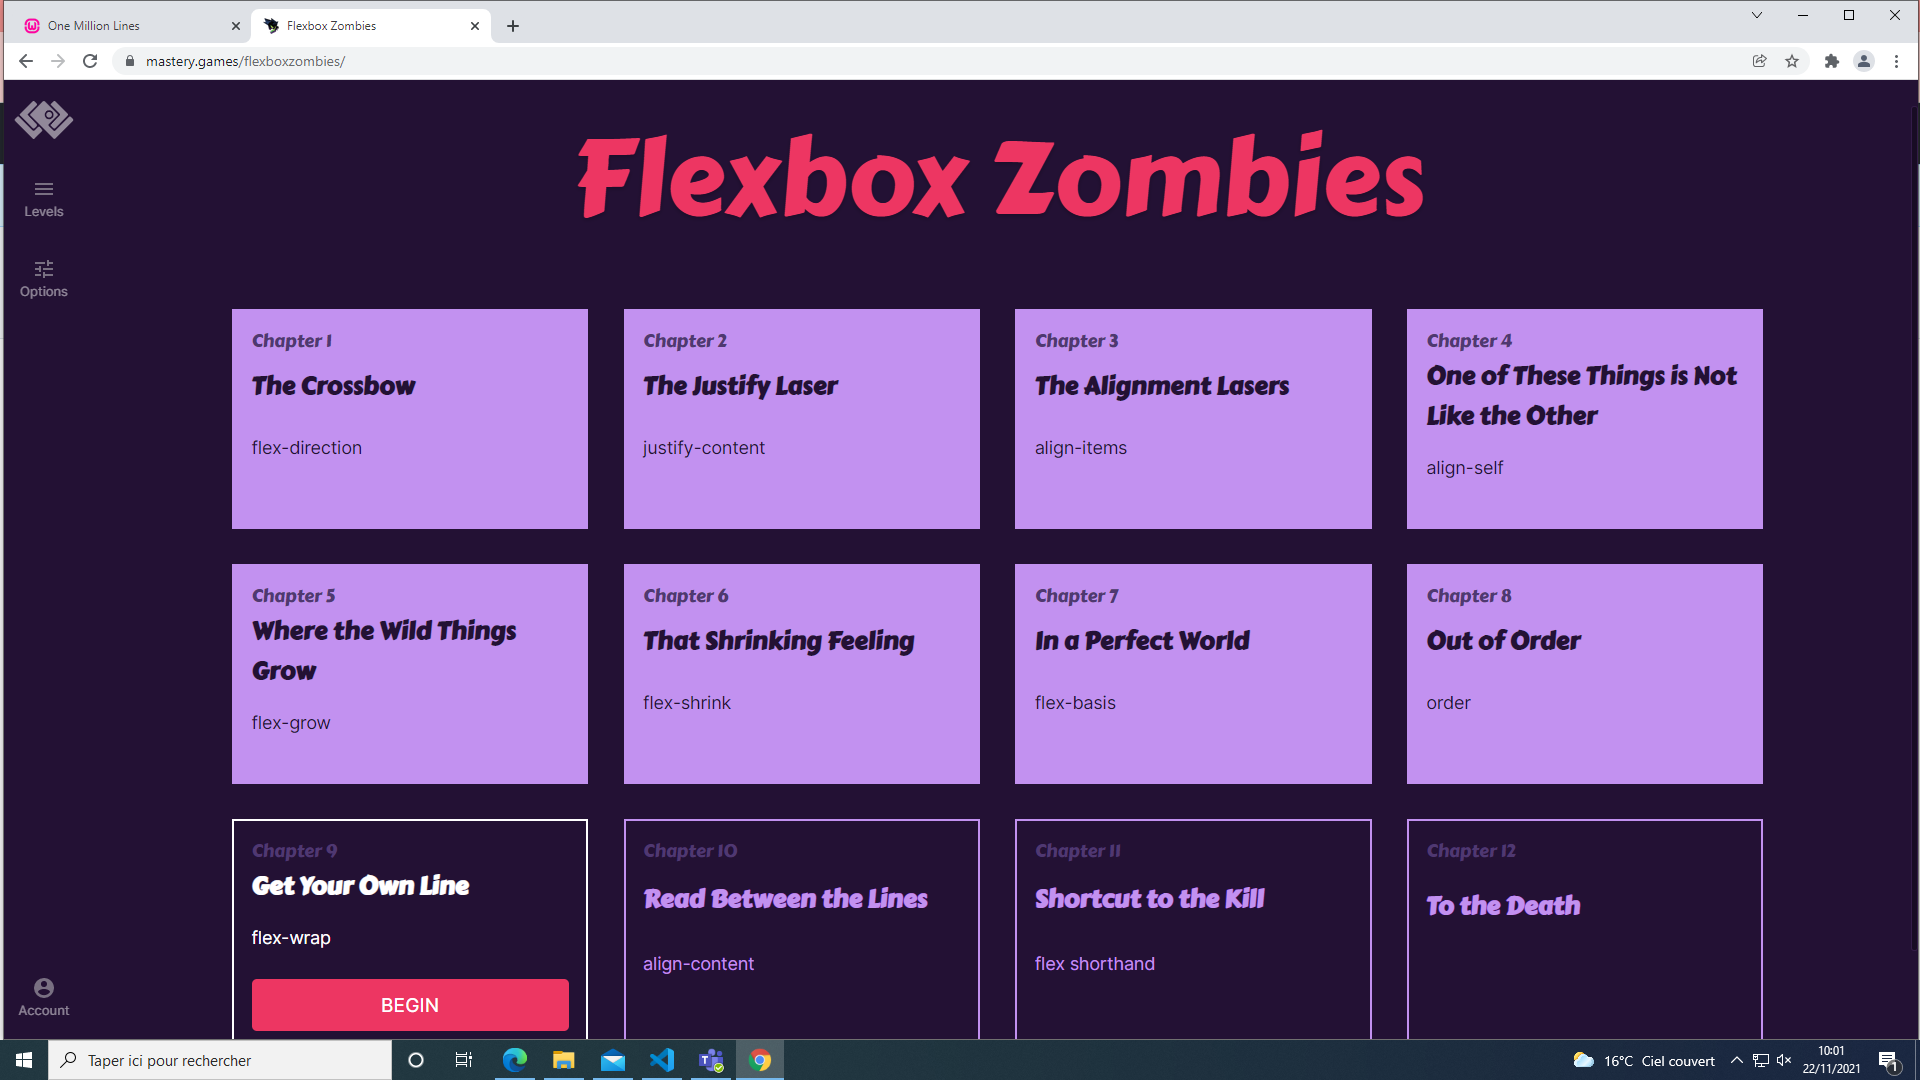 One Million Lines
Flexbox Zombies
mastery.games/flexboxzombies/
Levels
Options
Flexbox Zombies
Chapter 1
The Crossbow
flex-direction
Chapter 2
The Justify Laser
justify-content
Chapter 3
The Alignment Lasers
align-items
Chapter 4
One of These Things is Not
Like the Other
align-self
Chapter 5
Where the Wild Things
Grow
flex-grow
Chapter 6
That Shrinking Feeling
flex-shrink
Chapter 7
In a Perfect World
flex-basis
Chapter 8
Out of Order
order
Chapter 9
Get Your Own Line
flex-wrap
BEGIN
Chapter 10
Read Between the Lines
align-content
Chapter 11
Shortcut to the Kill
flex shorthand
Chapter 12
To the Death
Account
Taper ici pour rechercher
16°C Ciel couvert
10:01
22/11/2021
1